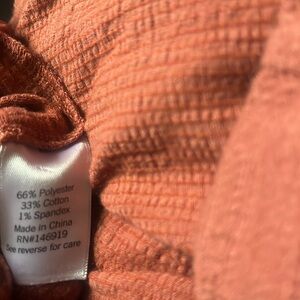 66% Polyester
33% Cotton
1% Spandex
Made in China
RN#146919
See reverse for care